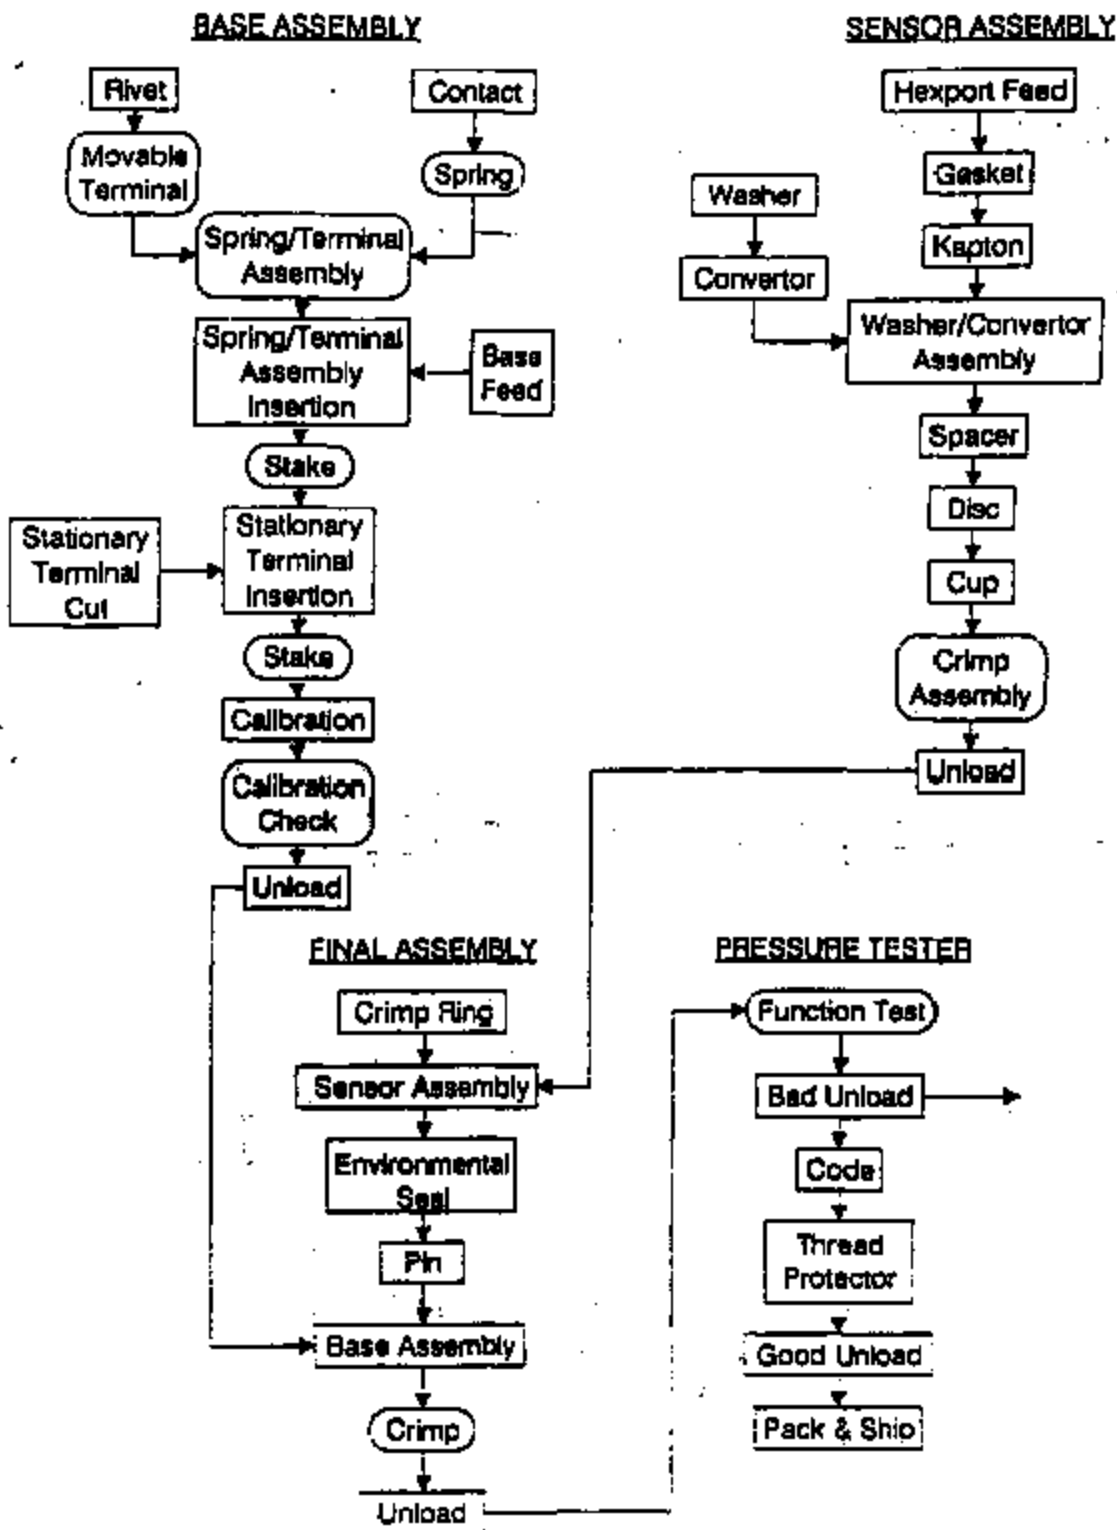 BASE ASSEMBLY
Rivet
Movable
Terminal
Contact
Spring
Spring/Terminal
Assembly
Spring/Terminal
Assembly
Insertion
Base
Feed
Stake
Stationary
Terminal
Cut
Stationary
Terminal
Insertion
Stake
Calibration
Calibration
Check
Unload
SENSOR ASSEMBLY
Hexport Feed
Gasket
Kapton
Washer
Convertor
Washer/Convertor
Assembly
Spacer
Disc
Cup
Crimp
Assembly
Unload
FINAL ASSEMBLY
Crimp Ring
Sensor Assembly
Environmental
Seal
Pin
Base Assembly
Crimp
Unload
PRESSURE TESTER
Function Test
Bad Unload
Code
Thread
Protector
Good Unload
Pack & Ship